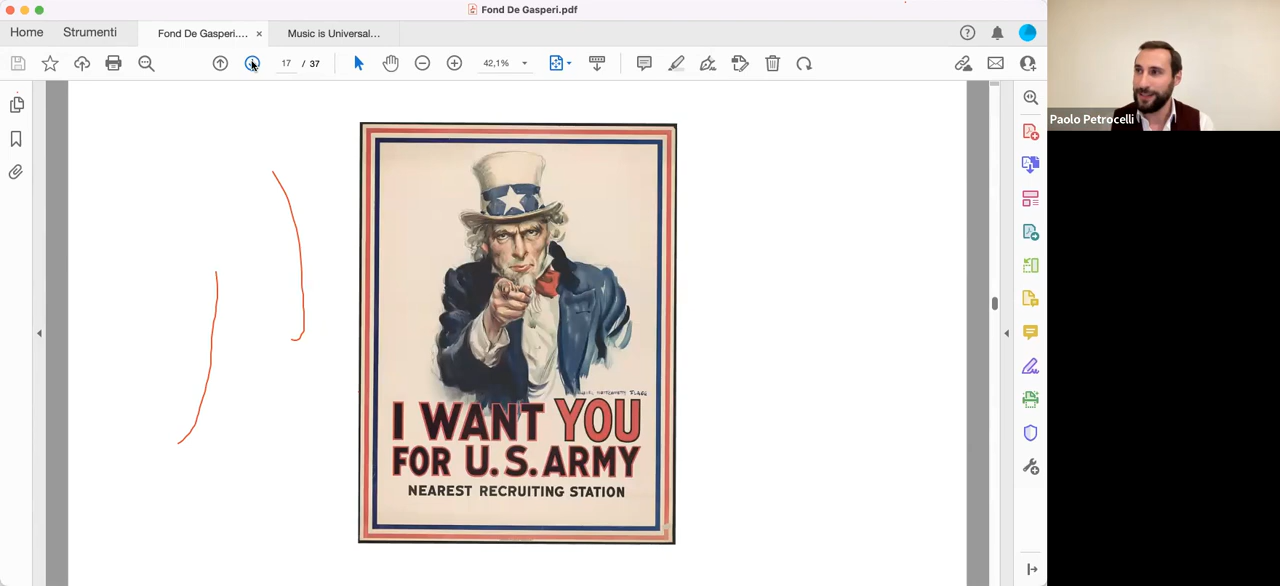 Fond De Gasperi.pdf
Home
Strumenti
Fond De Gasperi....
Music is Universal...
17 / 37
42,1%
Paolo Petrocelli
I WANT YOU
FOR U.S. ARMY
NEAREST RECRUITING STATION